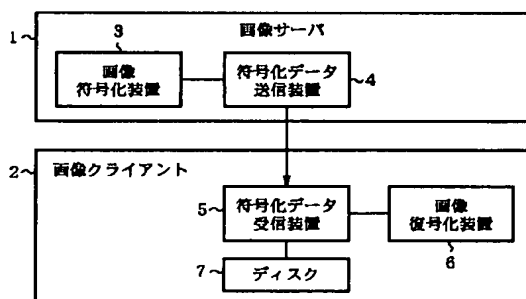 1
画像サーバ
3
画像
符号化装置
符号化データ
送信装置
4
2
画像クライアント
5
符号化データ
受信装置
画像
復号化装置
6
7
ディスク